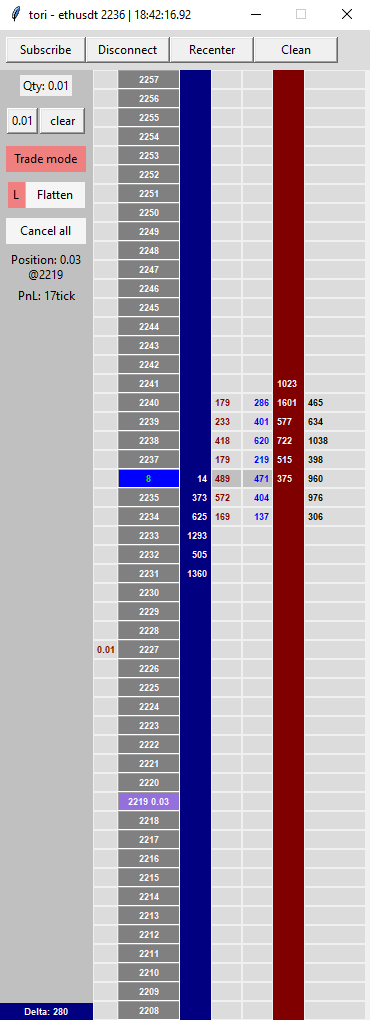 tori - ethusdt 2236 | 18:42:16.92
Subscribe Disconnect Recenter Clean
Qty: 0.01
0.01 clear
Trade mode
L Flatten
Cancel all
Position: 0.03
@2219
PnL: 17tick
2257
2256
2255
2254
2253
2252
2251
2250
2249
2248
2247
2246
2245
2244
2243
2242
2241 1023
2240 179 286 1601 465
2239 233 401 577 634
2238 418 620 722 1038
2237 179 219 515 398
8 14 489 471 375 960
2235 373 572 404 976
2234 625 169 137 306
2233 1293
2232 505
2231 1360
2230
2229
2228
0.01 2227
2226
2225
2224
2223
2222
2221
2220
2219 0.03
2218
2217
2216
2215
2214
2213
2212
2211
2210
2209
Delta: 280 2208